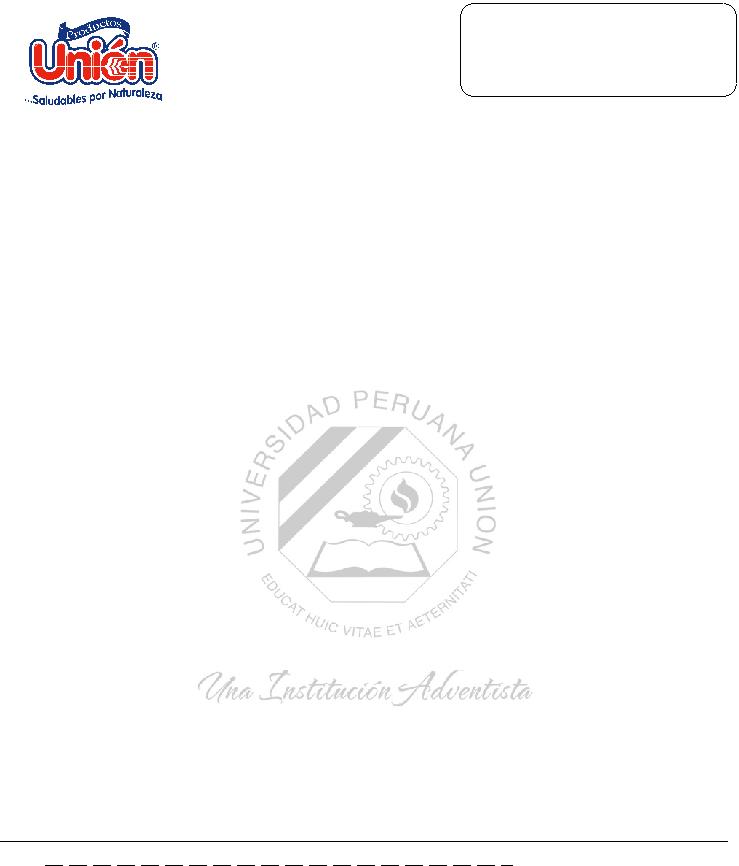 Productos
Unión®
...Saludables por Naturaleza
UNIVERSIDAD PERUANA UNION
EDUCAT HUIC VITAE ET AETERNITATI
Una Institución Adventista